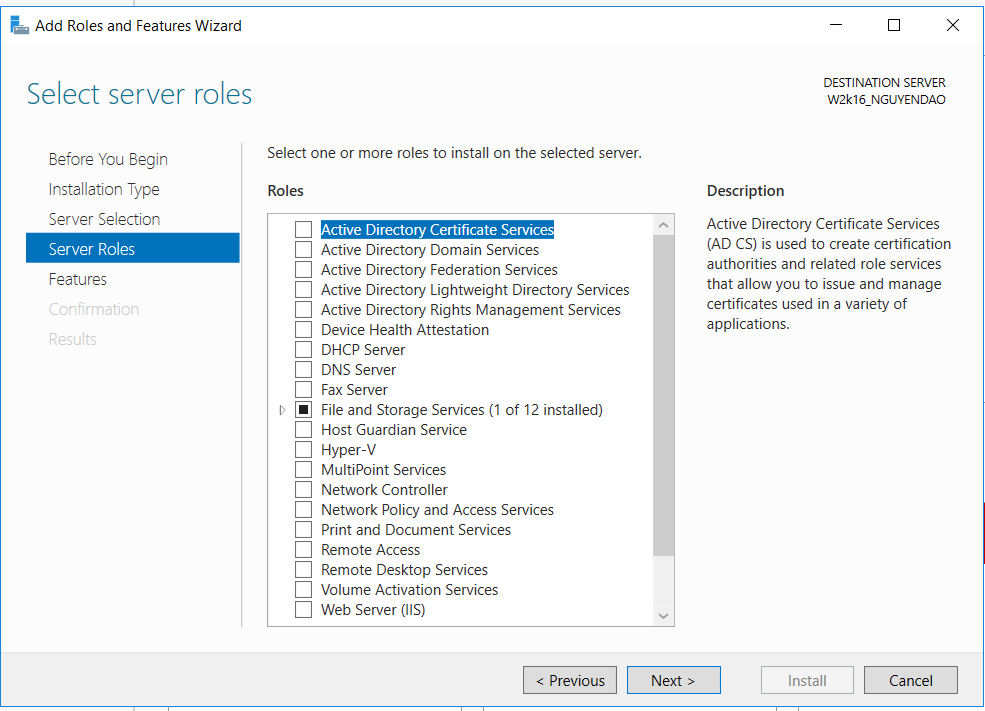 Add Roles and Features Wizard
Select server roles
DESTINATION SERVER
W2k16_NGUYENDAO
Before You Begin
Installation Type
Server Selection
Server Roles
Features
Confirmation
Results
Select one or more roles to install on the selected server.
Roles
Active Directory Certificate Services
Active Directory Domain Services
Active Directory Federation Services
Active Directory Lightweight Directory Services
Active Directory Rights Management Services
Device Health Attestation
DHCP Server
DNS Server
Fax Server
File and Storage Services (1 of 12 installed)
Host Guardian Service
Hyper-V
MultiPoint Services
Network Controller
Network Policy and Access Services
Print and Document Services
Remote Access
Remote Desktop Services
Volume Activation Services
Web Server (IIS)
Description
Active Directory Certificate Services
(AD CS) is used to create certification
authorities and related role services
that allow you to issue and manage
certificates used in a variety of
applications.
< Previous
Next >
Install
Cancel